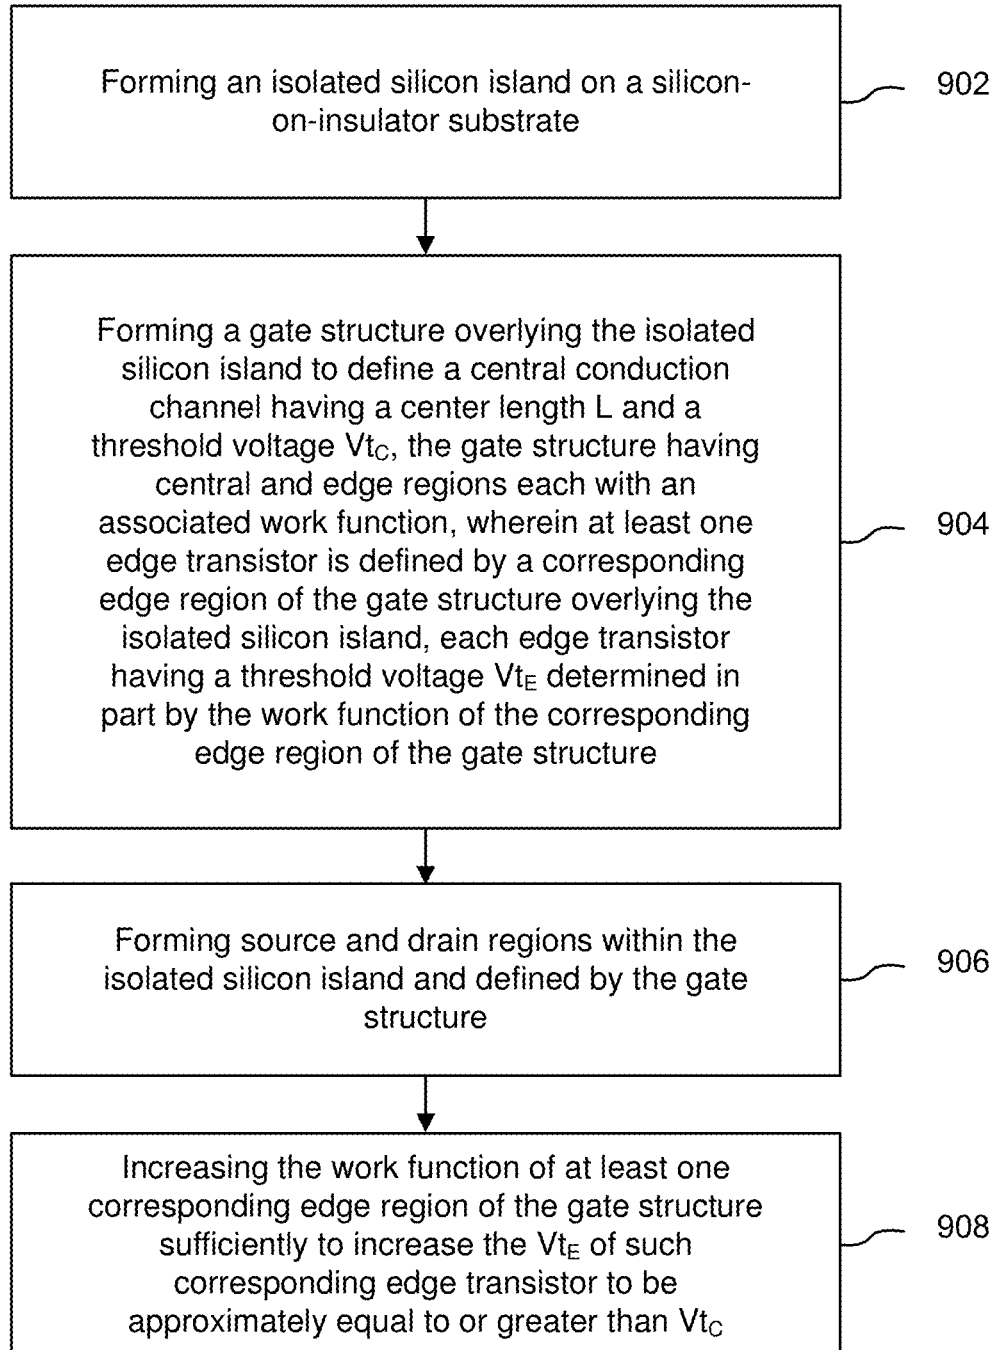 Forming an isolated silicon island on a silicon-
on-insulator substrate
902
Forming a gate structure overlying the isolated
silicon island to define a central conduction
channel having a center length L and a
threshold voltage VtC, the gate structure having
central and edge regions each with an
associated work function, wherein at least one
edge transistor is defined by a corresponding
edge region of the gate structure overlying the
isolated silicon island, each edge transistor
having a threshold voltage VtE determined in
part by the work function of the corresponding
edge region of the gate structure
904
Forming source and drain regions within the
isolated silicon island and defined by the gate
structure
906
Increasing the work function of at least one
corresponding edge region of the gate structure
sufficiently to increase the VtE of such
corresponding edge transistor to be
approximately equal to or greater than VtC
908